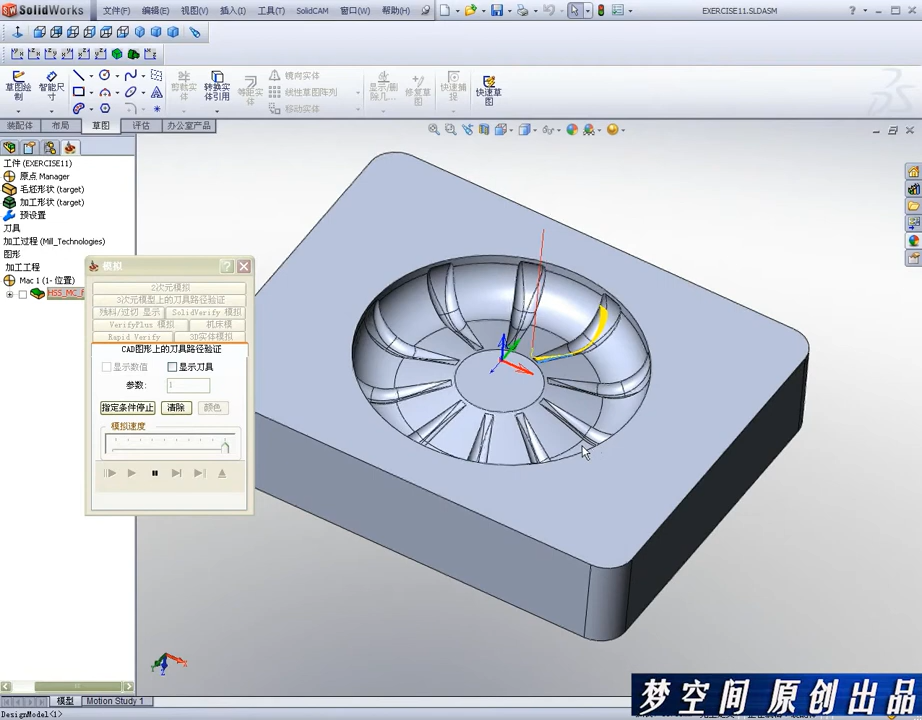 SolidWorks 文件(F) 编辑(E) 视图(V) 插入(I) 工具(T) SolidCAM 窗口(W) 帮助(H) EXERCISE11.SLDASM
草图绘制 智能尺寸 剪裁实体 转换实体引用 等距实体 镜向实体 线性草图阵列 移动实体 显示/删除几... 修复草图 快速捕捉 快速草图
装配体 布局 草图 评估 办公室产品
工件 (EXERCISE11)
原点 Manager
毛坯形状 (target)
加工形状 (target)
预设置
刀具
加工过程 (Mill_Technologies)
图形
加工工程
Mac 1 (1- 位置)
模拟
2次元模拟
3次元模型上的刀具路径验证
残料/过切 显示 SolidVerify 模拟
VerifyPlus 模拟 机床模
Rapid Verify 3D实体模拟
CAD图形上的刀具路径验证
显示数值 显示刀具
参数: 1
指定条件停止 清除 颜色
模拟速度
模型 Motion Study 1
DesignModel<1>
梦空间 原创出品